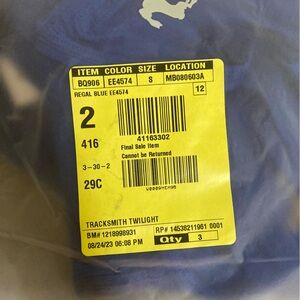 ITEM COLOR SIZE LOCATION
BQ906 EE4574 S MB080603A
REGAL BLUE EE4574 12
2
416
41163302
Final Sale Item
Cannot be Returned
3-30-2
29C
TRACKSMITH TWILIGHT
BM# 1218998931 RP# 14538211961 0001
08/24/23 06:08 PM Qty 3